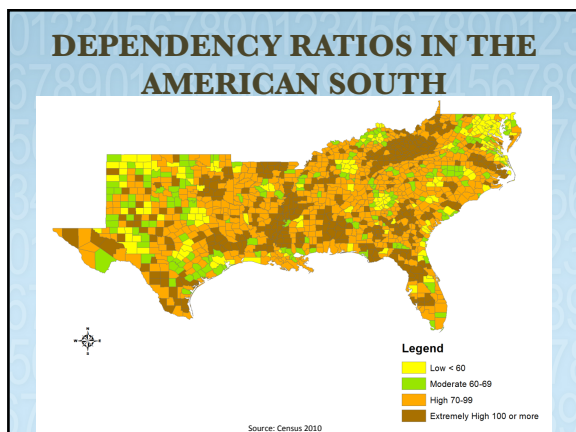 DEPENDENCY RATIOS IN THE
AMERICAN SOUTH
N
W E
S
Legend
Low < 60
Moderate 60-69
High 70-99
Extremely High 100 or more
Source: Census 2010